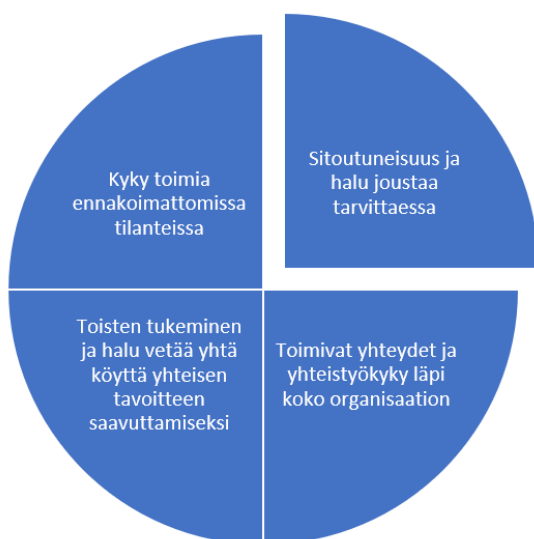 Kyky toimia
ennakoimattomissa
tilanteissa
Sitoutuneisuus ja
halu joustaa
tarvittaessa
Toisten tukeminen
ja halu vetää yhtä
köyttä yhteisen
tavoitteen
saavuttamiseksi
Toimivat yhteydet ja
yhteistyökyky läpi
koko organisaation